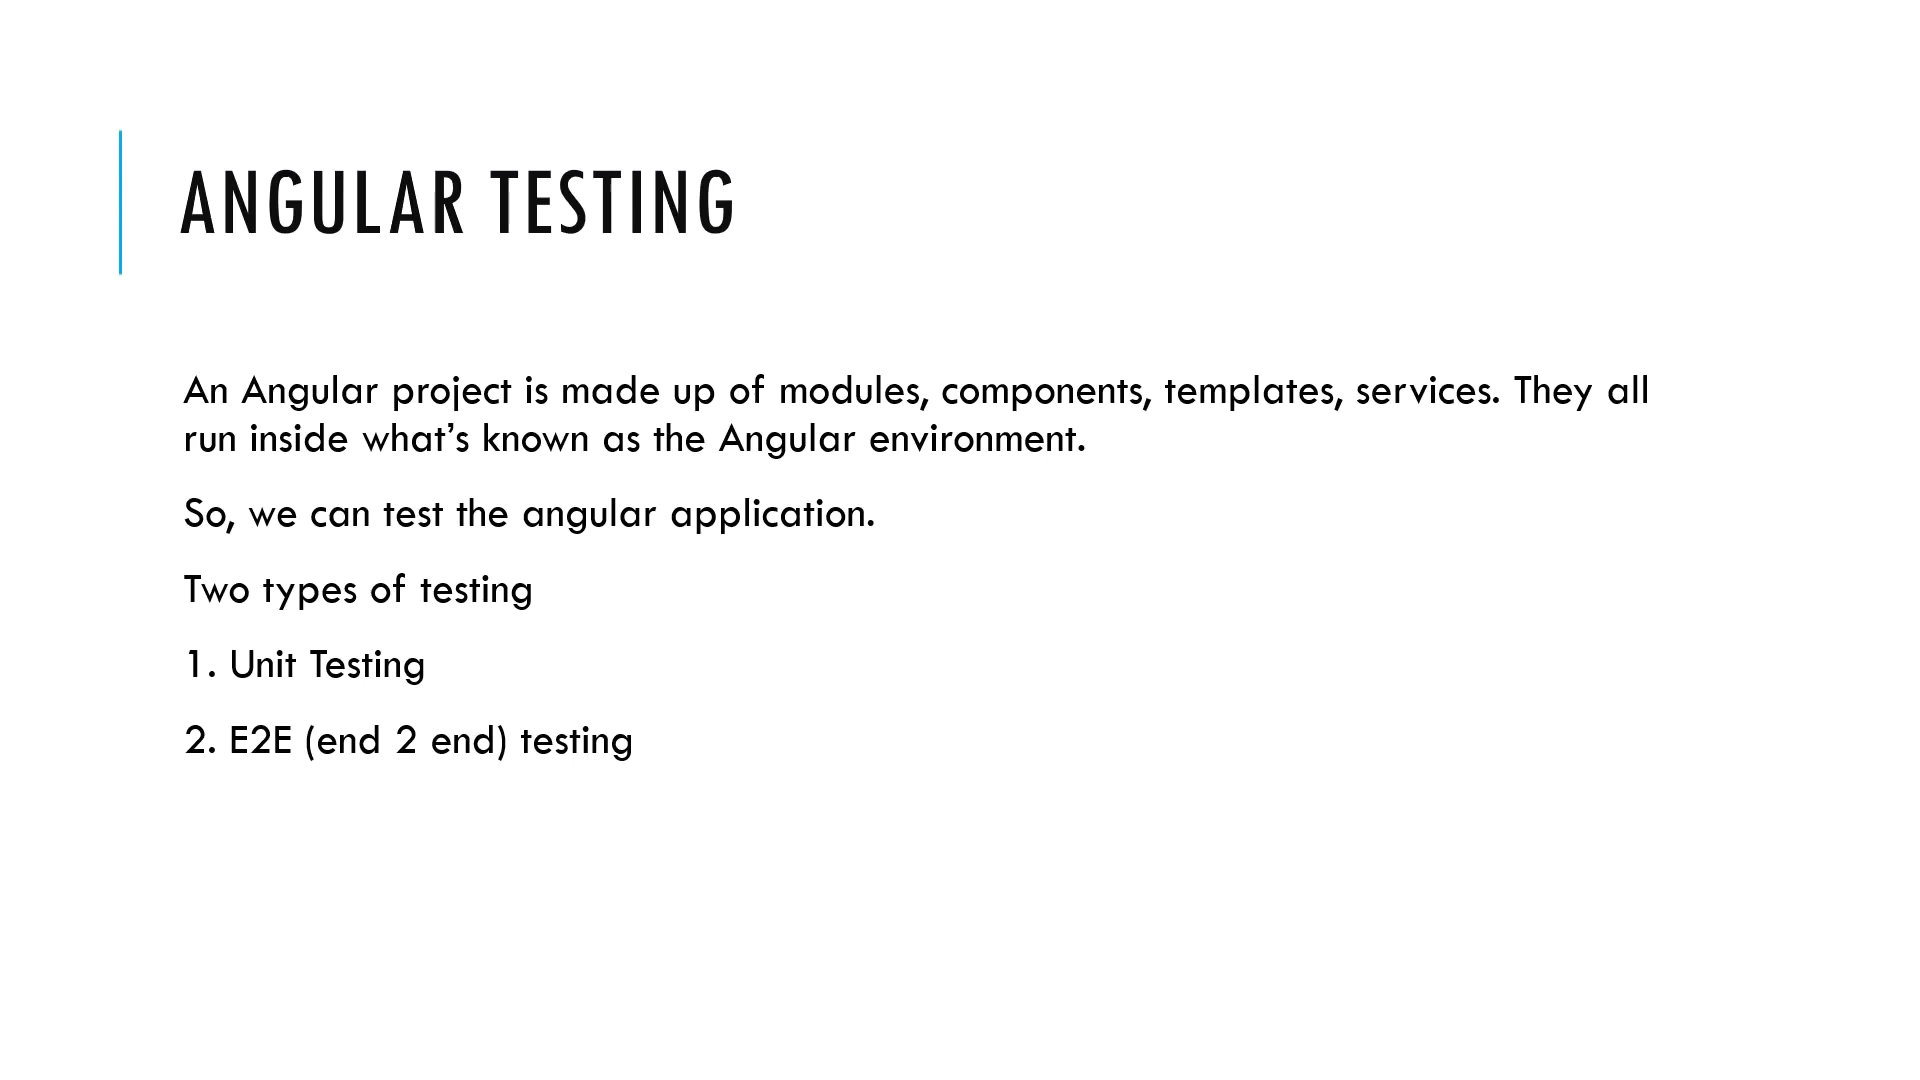 ANGULAR TESTING
An Angular project is made up of modules, components, templates, services. They all
run inside what’s known as the Angular environment.
So, we can test the angular application.
Two types of testing
1. Unit Testing
2. E2E (end 2 end) testing